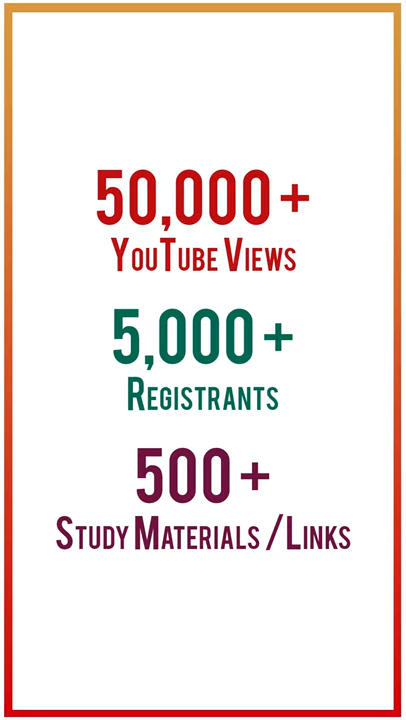 50,000+
YouTube Views
5,000+
Registrants
500+
Study Materials / Links